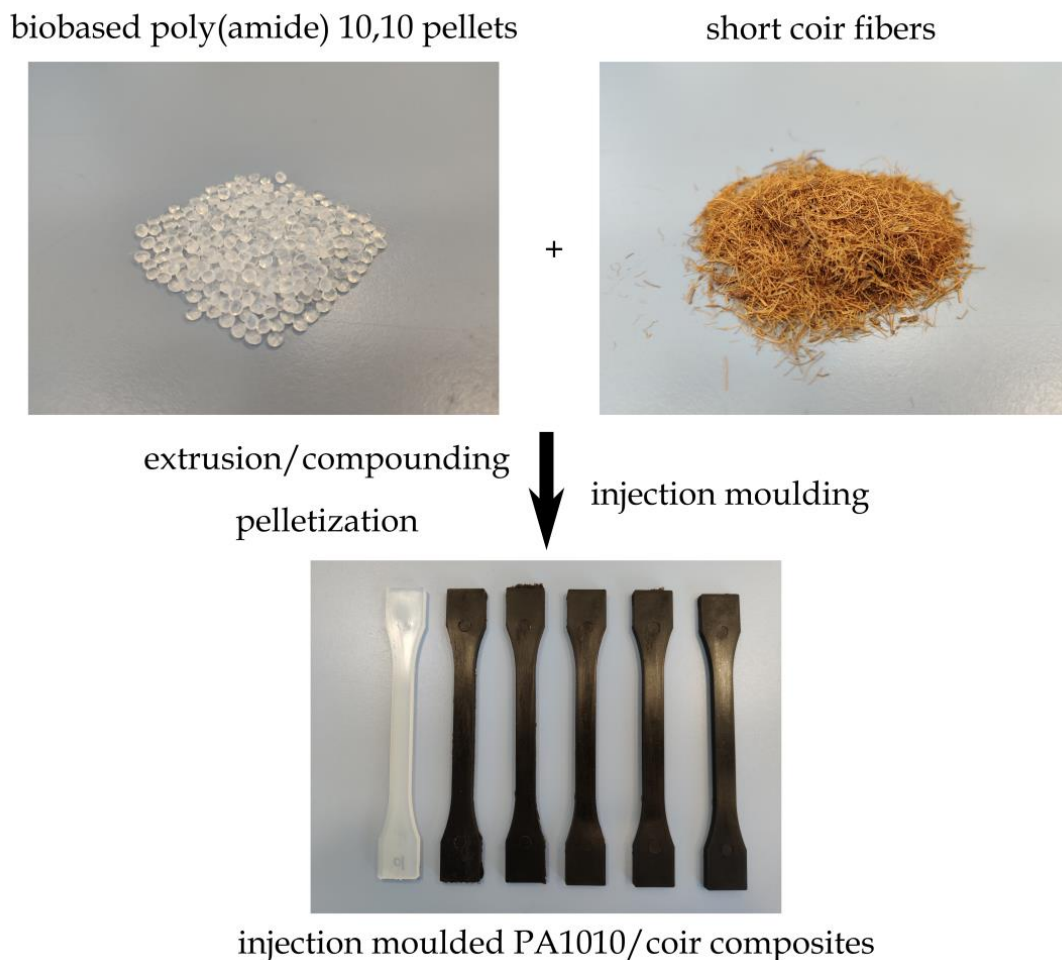 biobased poly(amide) 10,10 pellets
short coir fibers
+
extrusion/compounding
injection moulding
pelletization
injection moulded PA1010/coir composites